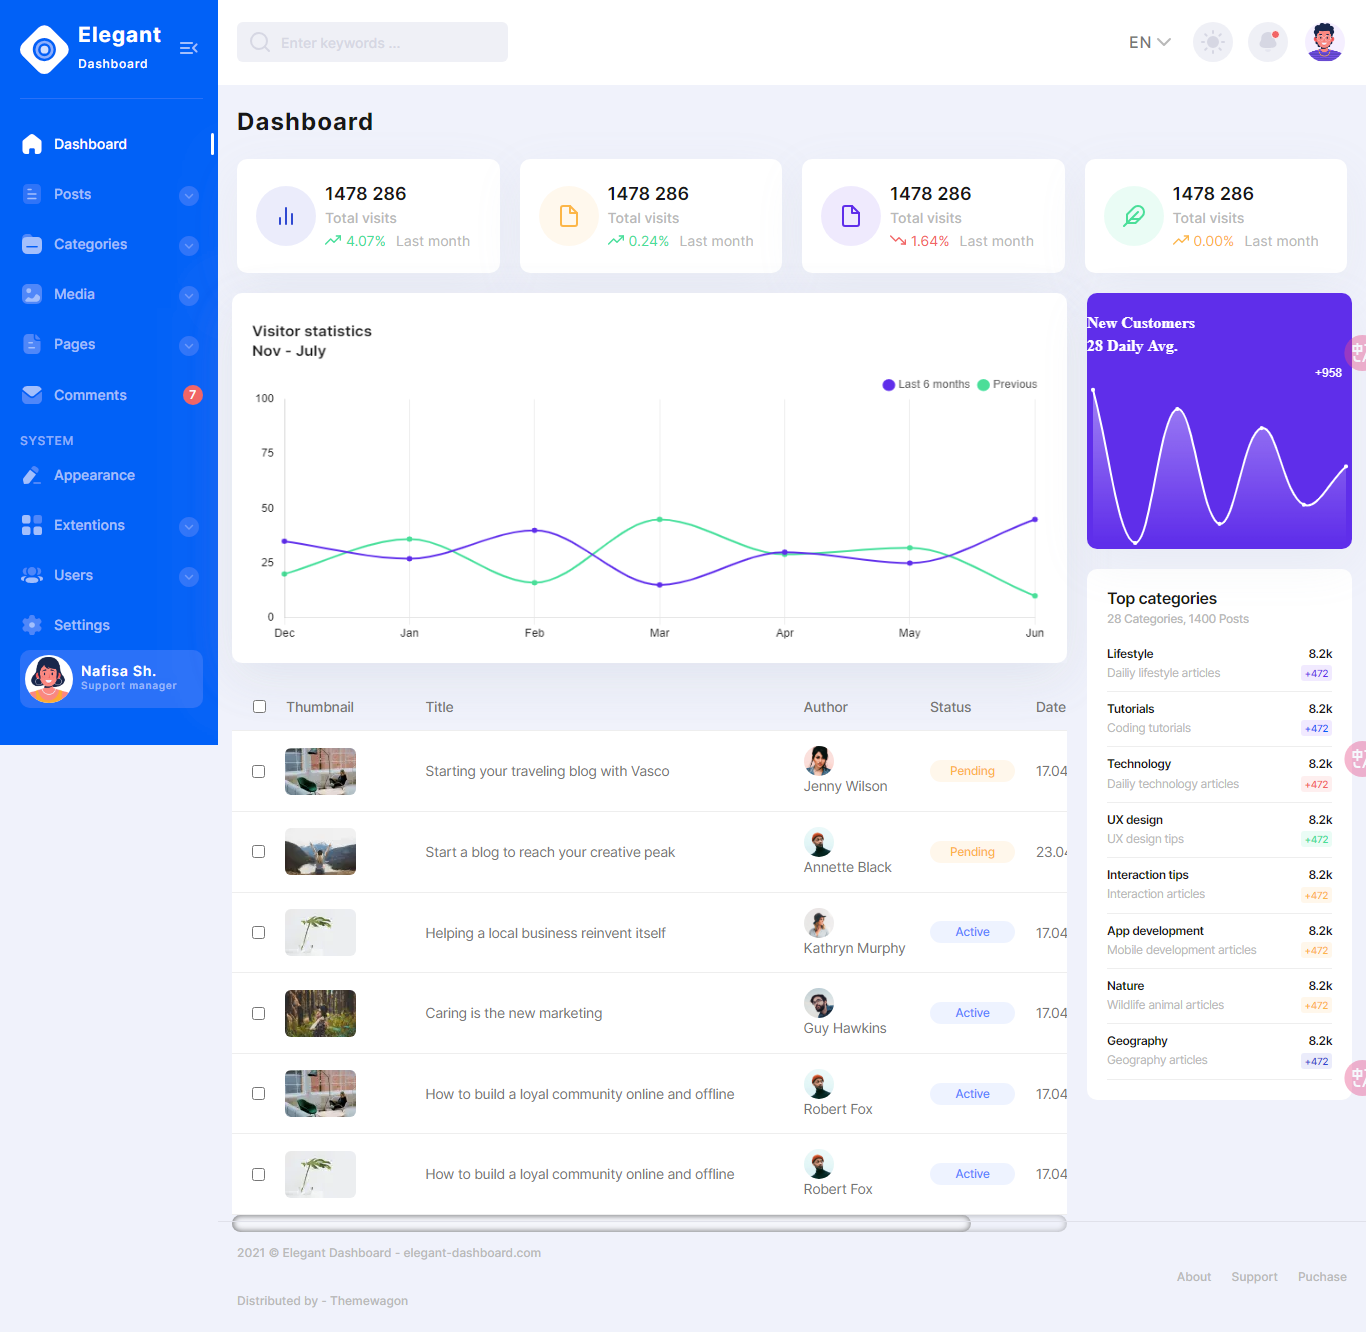 Elegant
Dashboard
Enter keywords ...
EN
Dashboard
Posts
Categories
Media
Pages
Comments
7
SYSTEM
Appearance
Extentions
Users
Settings
Nafisa Sh.
Support manager
Dashboard
1478 286
Total visits
4.07% Last month
1478 286
Total visits
0.24% Last month
1478 286
Total visits
1.64% Last month
1478 286
Total visits
0.00% Last month
Visitor statistics
Nov - July
Last 6 months Previous
100
75
50
25
0
Dec Jan Feb Mar Apr May Jun
New Customers
28 Daily Avg.
+958
Thumbnail Title Author Status Date
Starting your traveling blog with Vasco Jenny Wilson Pending 17.04
Start a blog to reach your creative peak Annette Black Pending 23.04
Helping a local business reinvent itself Kathryn Murphy Active 17.04
Caring is the new marketing Guy Hawkins Active 17.04
How to build a loyal community online and offline Robert Fox Active 17.04
How to build a loyal community online and offline Robert Fox Active 17.04
Top categories
28 Categories, 1400 Posts
Lifestyle 8.2k
Dailly lifestyle articles +472
Tutorials 8.2k
Coding tutorials +472
Technology 8.2k
Dailly technology articles +472
UX design 8.2k
UX design tips +472
Interaction tips 8.2k
Interaction articles +472
App development 8.2k
Mobile development articles +472
Nature 8.2k
Wildlife animal articles +472
Geography 8.2k
Geography articles +472
2021 © Elegant Dashboard - elegant-dashboard.com
Distributed by - Themewagon
About Support Puchase